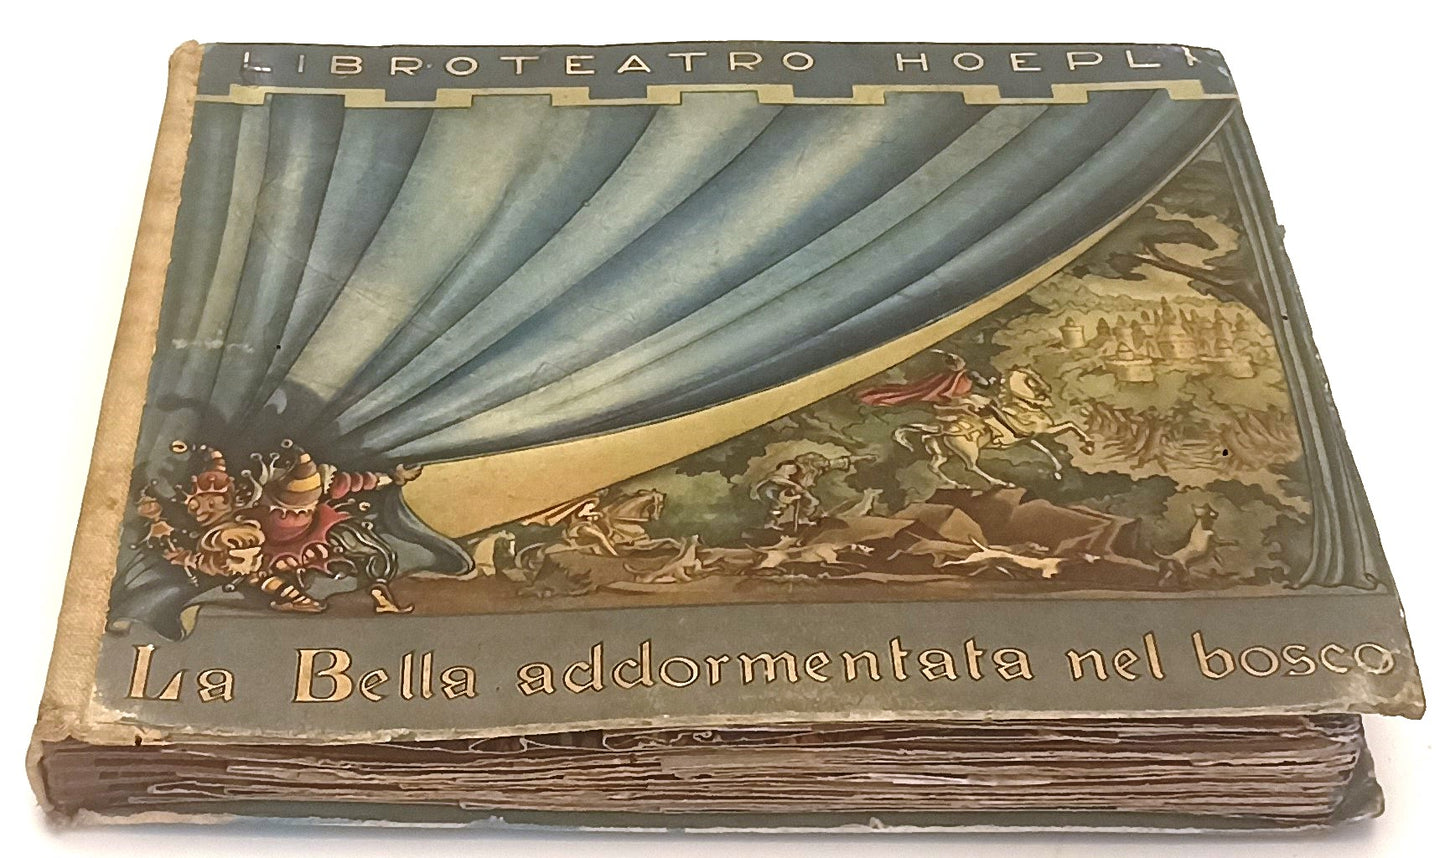 LIBROTEATRO HOEPLI
La Bella addormentata nel bosco